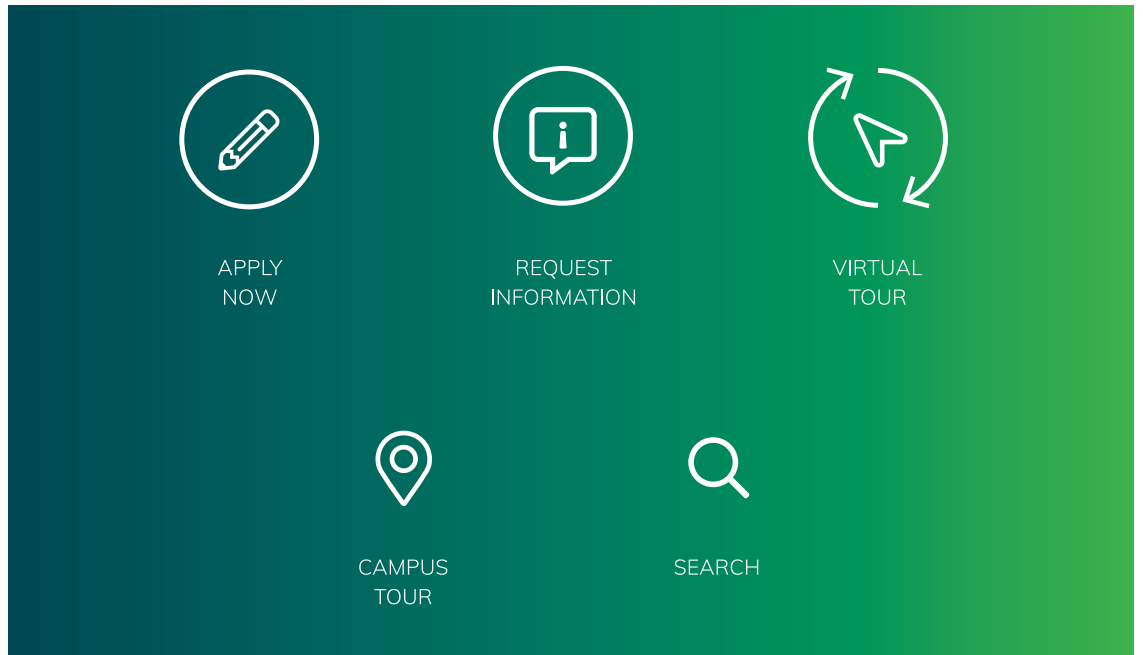 APPLY
NOW
REQUEST
INFORMATION
VIRTUAL
TOUR
CAMPUS
TOUR
SEARCH